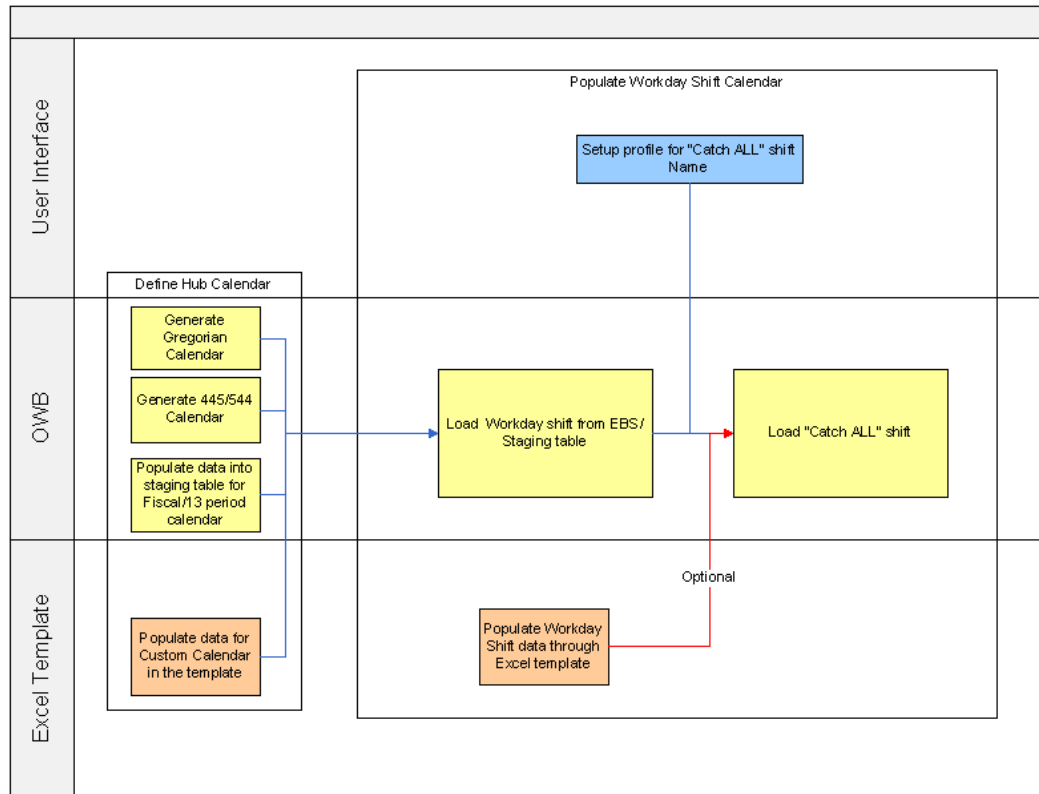 User Interface
Populate Workday Shift Calendar
Setup profile for "Catch ALL" shift
Name
OWB
Define Hub Calendar
Generate
Gregorian
Calendar
Generate 445/544
Calendar
Populate data into
staging table for
Fiscal/13 period
calendar
Load Workday shift from EBS/
Staging table
Load "Catch ALL" shift
Excel Template
Populate data for
Custom Calendar
in the template
Optional
Populate Workday
Shift data through
Excel template